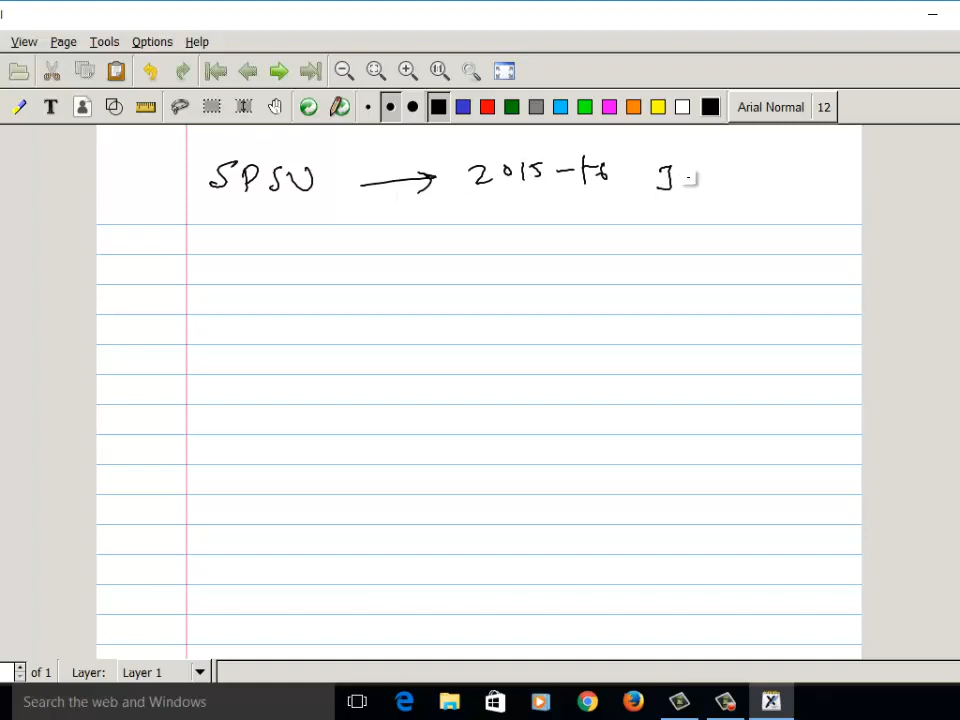 View Page Tools Options Help
T Arial Normal 12
SPSU → 2015-16 I
of 1 Layer: Layer 1
Search the web and Windows